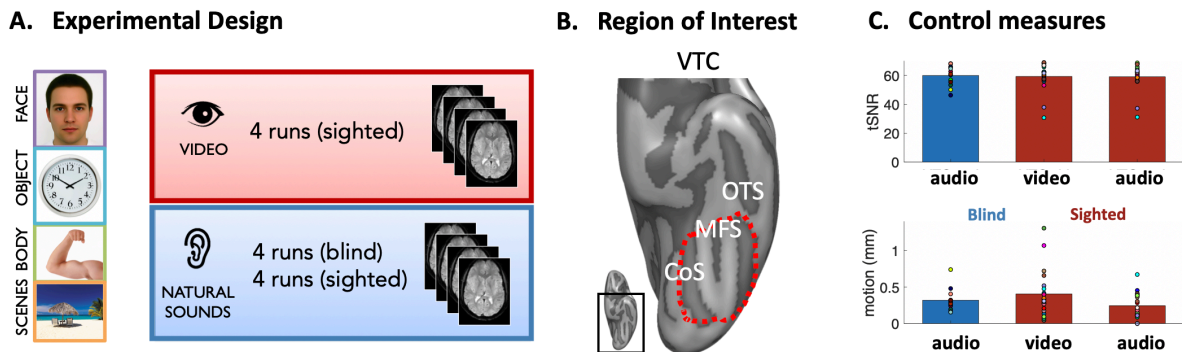 A. Experimental Design
FACE
OBJECT
BODY
SCENES
VIDEO
4 runs (sighted)
NATURAL
SOUNDS
4 runs (blind)
4 runs (sighted)
B. Region of Interest
VTC
OTS
MFS
CoS
C. Control measures
tSNR
60
40
20
0
audio
video
audio
Blind
Sighted
motion (mm)
1
0.5
0
audio
video
audio